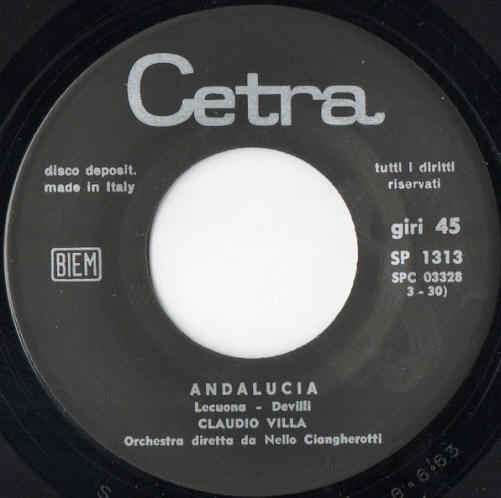 Cetra
disco deposit.
made in Italy
tutti i diritti
riservati
giri 45
BIEM
SP 1313
SPC 03328
3-30)
ANDALUCIA
Lecuona - Devilli
CLAUDIO VILLA
Orchestra diretta da Nello Ciangherotti